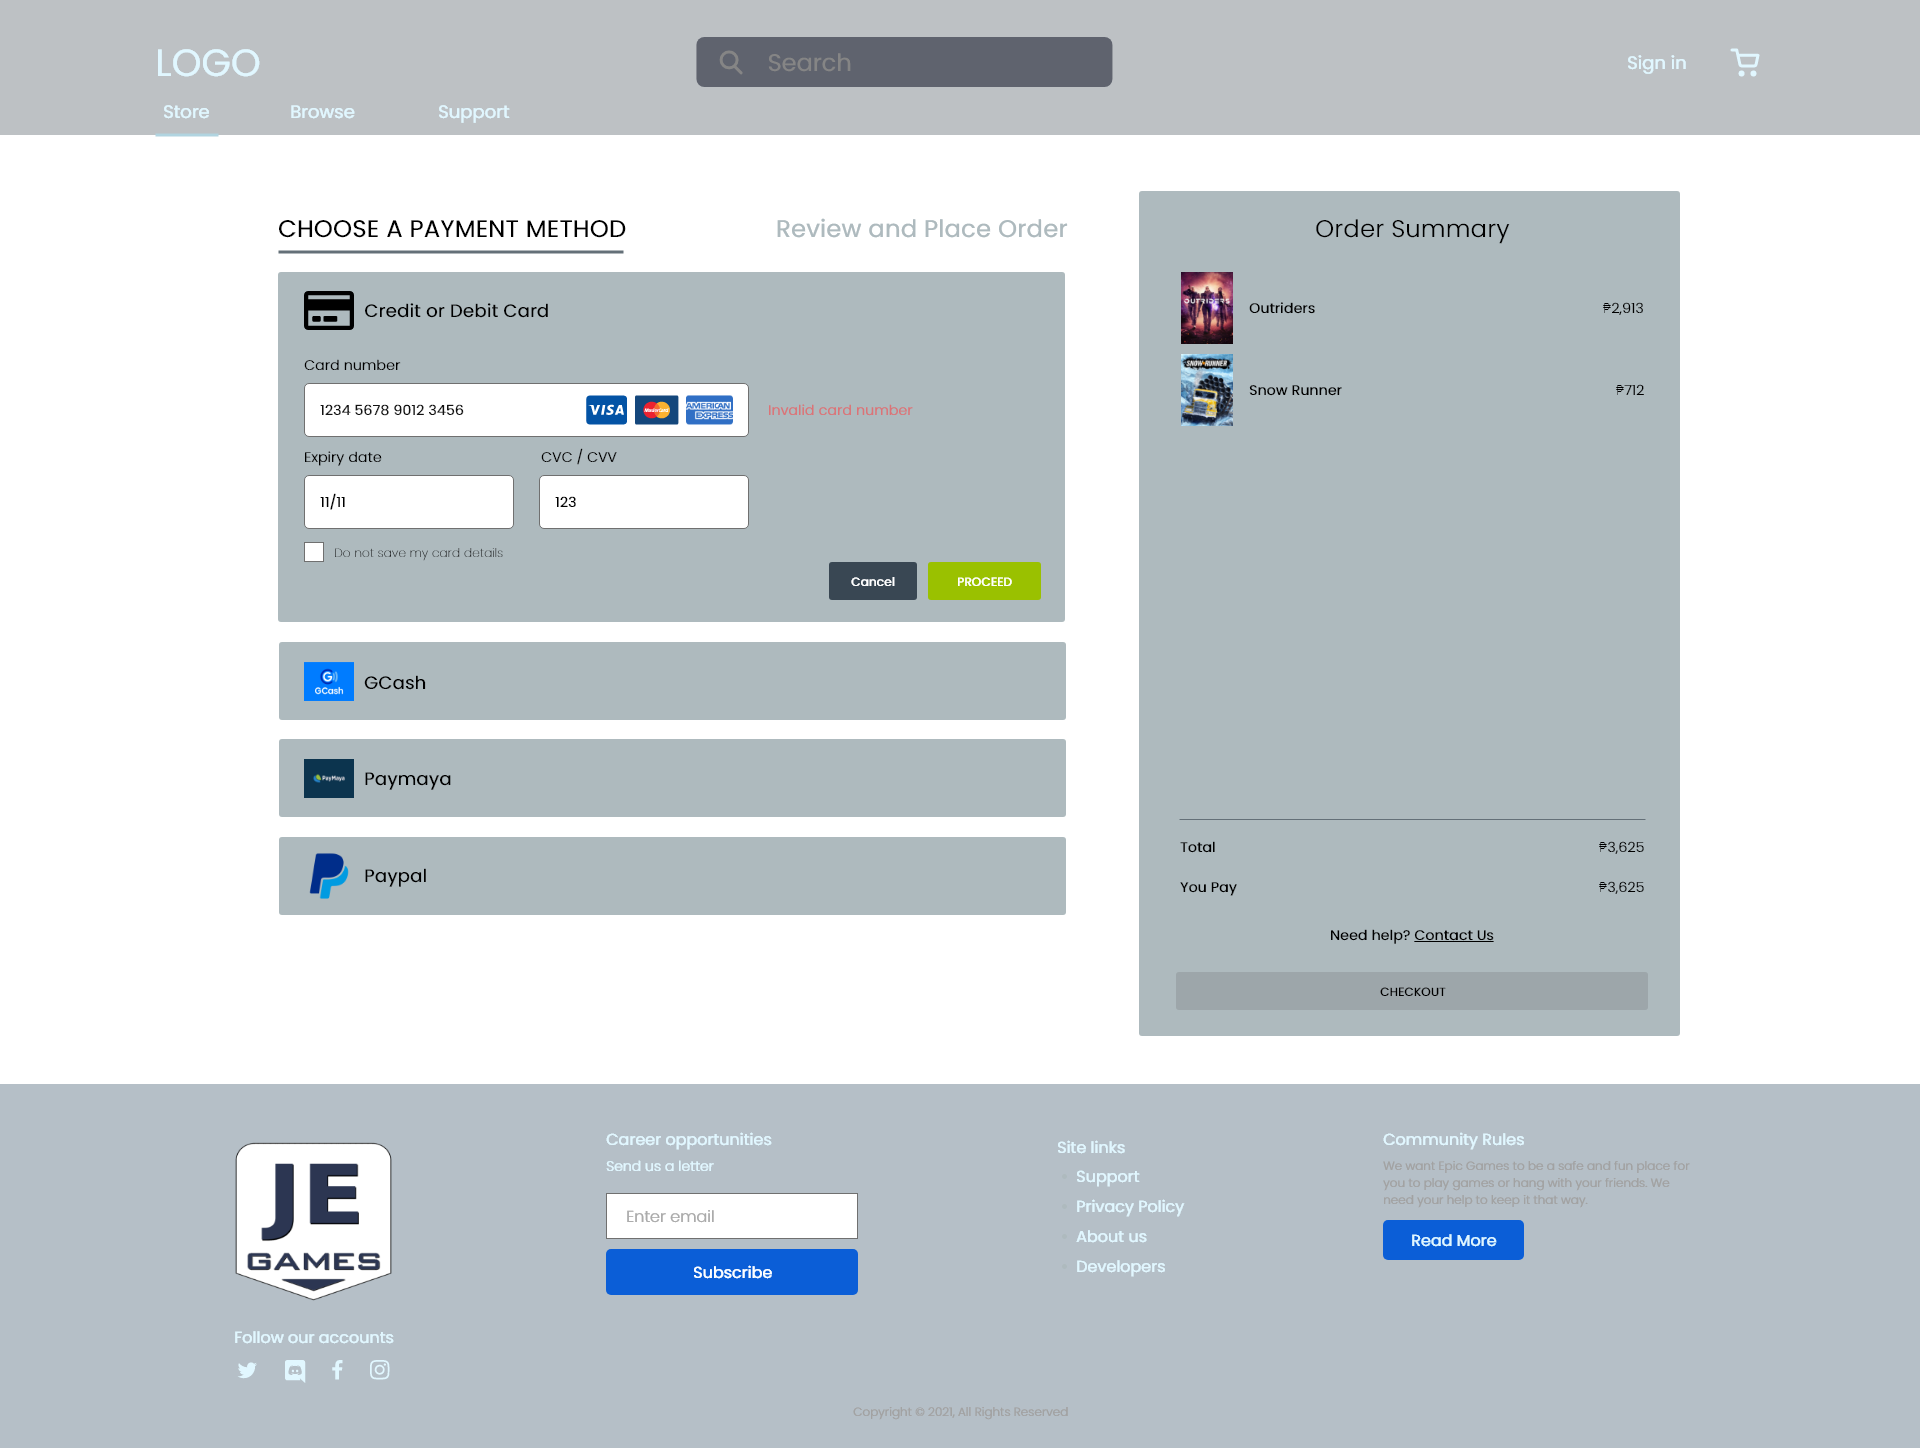 LOGO
Search
Sign in
Store
Browse
Support
CHOOSE A PAYMENT METHOD
Review and Place Order
Credit or Debit Card
Card number
1234 5678 9012 3456
VISA
MasterCard
AMERICAN
EXPRESS
Invalid card number
Expiry date
CVC / CVV
11/11
123
Do not save my card details
Cancel
PROCEED
G
GCash
GCash
PayMaya
Paymaya
Paypal
Order Summary
OUTRIDERS
Outriders
₱2,913
SNOW RUNNER
Snow Runner
₱712
Total
₱3,625
You Pay
₱3,625
Need help? Contact Us
CHECKOUT
JE
GAMES
Follow our accounts
Career opportunities
Send us a letter
Enter email
Subscribe
Site links
Support
Privacy Policy
About us
Developers
Community Rules
We want Epic Games to be a safe and fun place for
you to play games or hang with your friends. We
need your help to keep it that way.
Read More
Copyright © 2021, All Rights Reserved